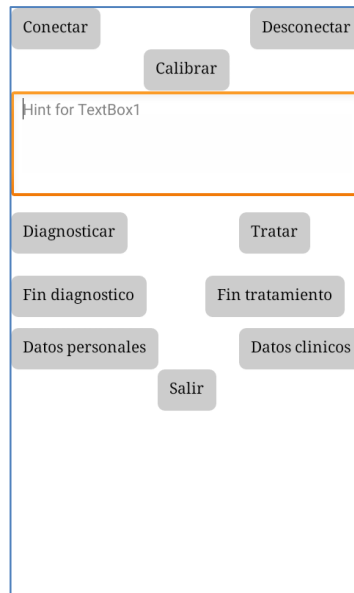 Conectar Desconectar
Calibrar
Hint for TextBox1
Diagnosticar Tratar
Fin diagnostico Fin tratamiento
Datos personales Datos clinicos
Salir